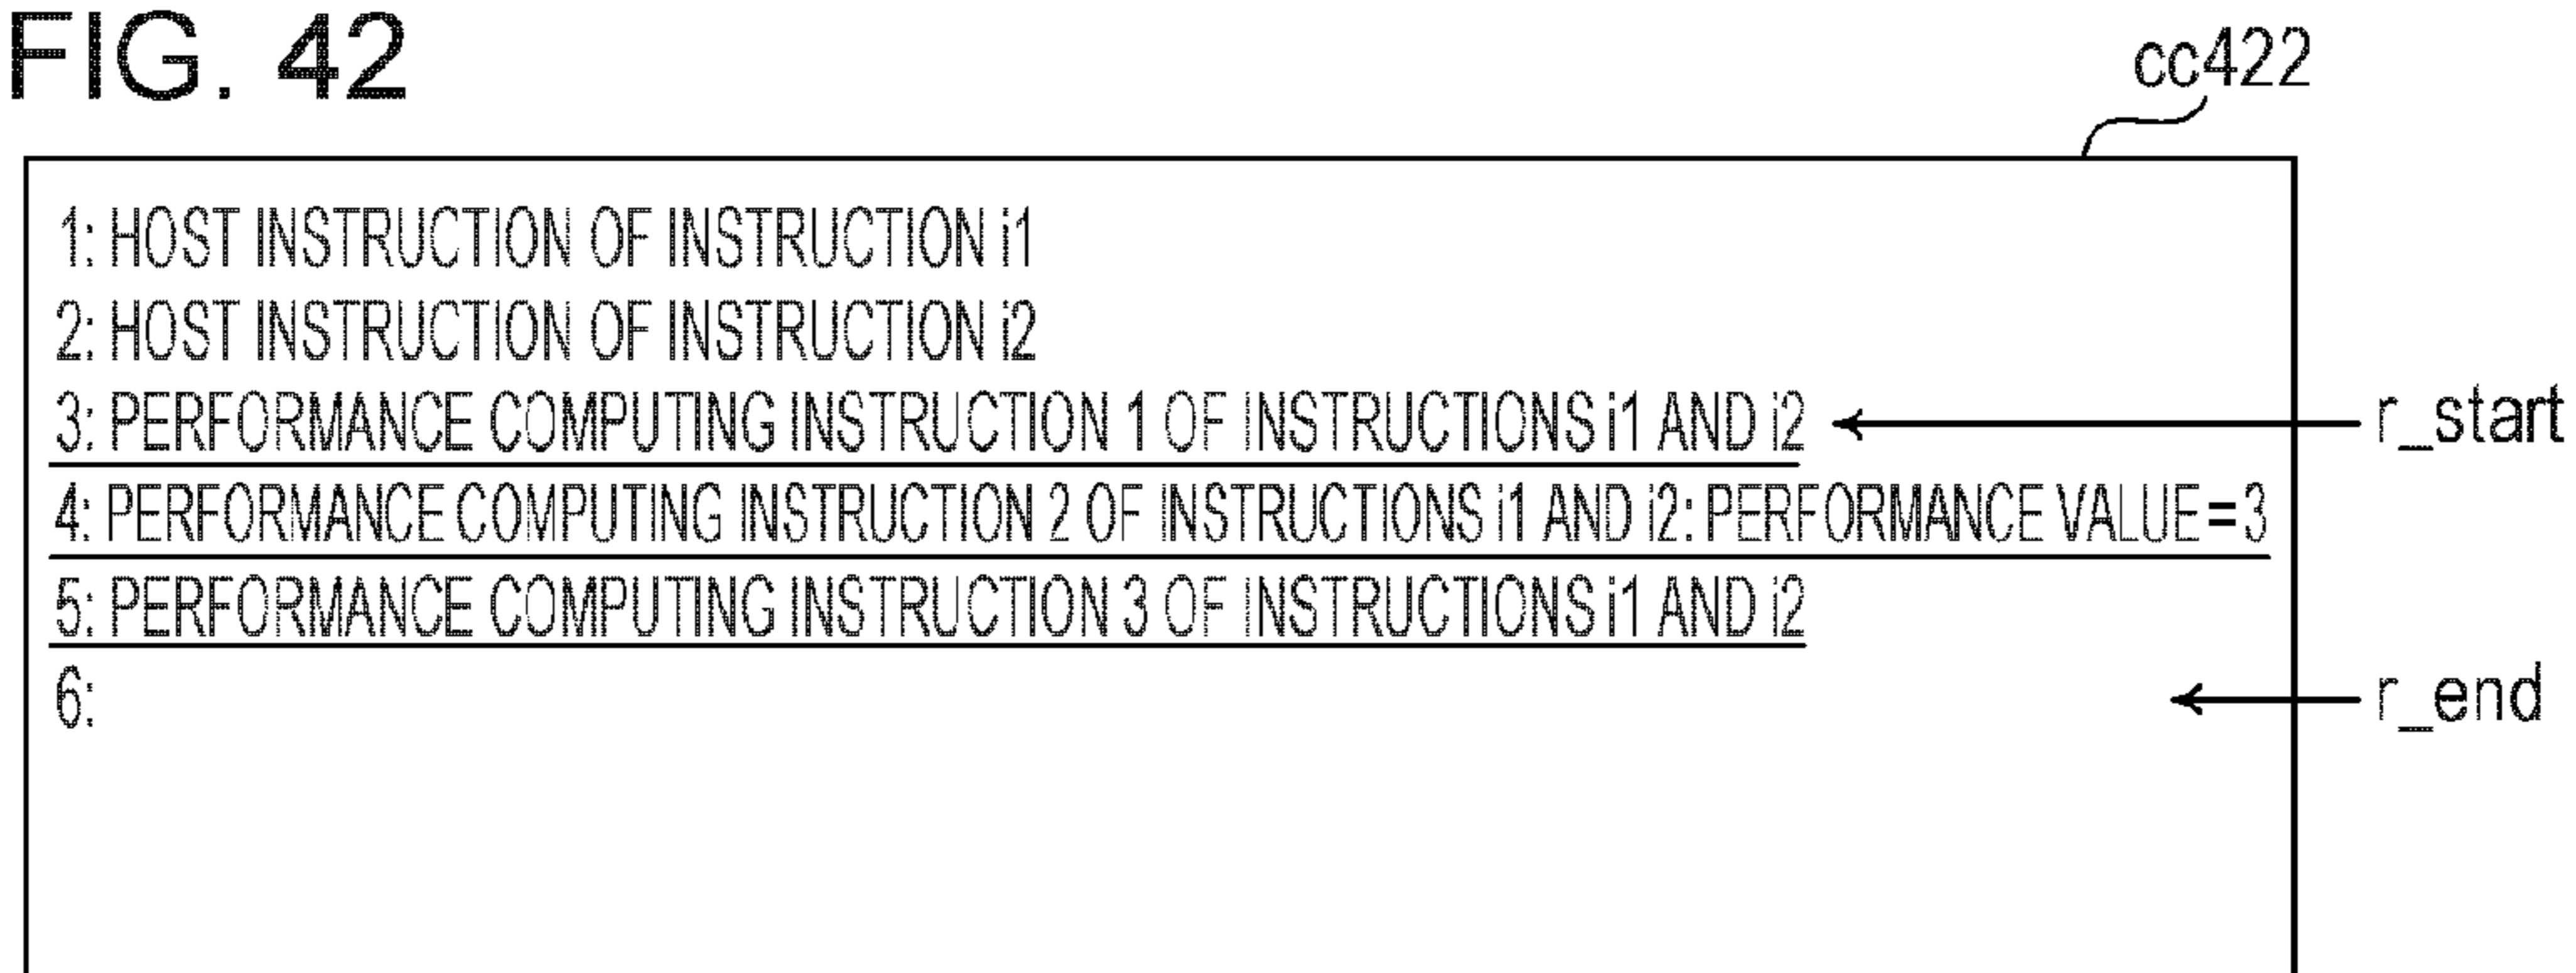 FIG. 42
cc422
1: HOST INSTRUCTION OF INSTRUCTION i1
2: HOST INSTRUCTION OF INSTRUCTION i2
3: PERFORMANCE COMPUTING INSTRUCTION 1 OF INSTRUCTIONS i1 AND i2
r_start
4: PERFORMANCE COMPUTING INSTRUCTION 2 OF INSTRUCTIONS i1 AND i2: PERFORMANCE VALUE=3
5: PERFORMANCE COMPUTING INSTRUCTION 3 OF INSTRUCTIONS i1 AND i2
6:
r_end